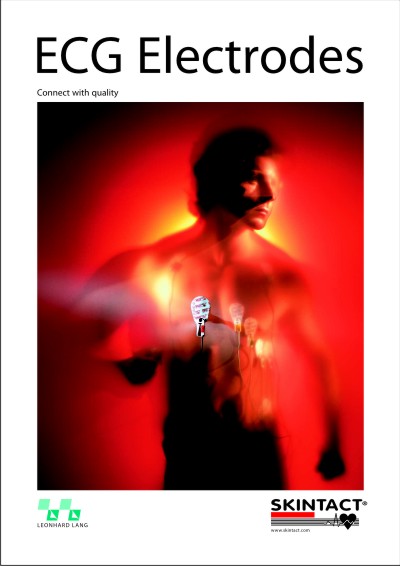 ECG Electrodes
Connect with quality
LEONHARD LANG
SKINTACT®
www.skintact.com